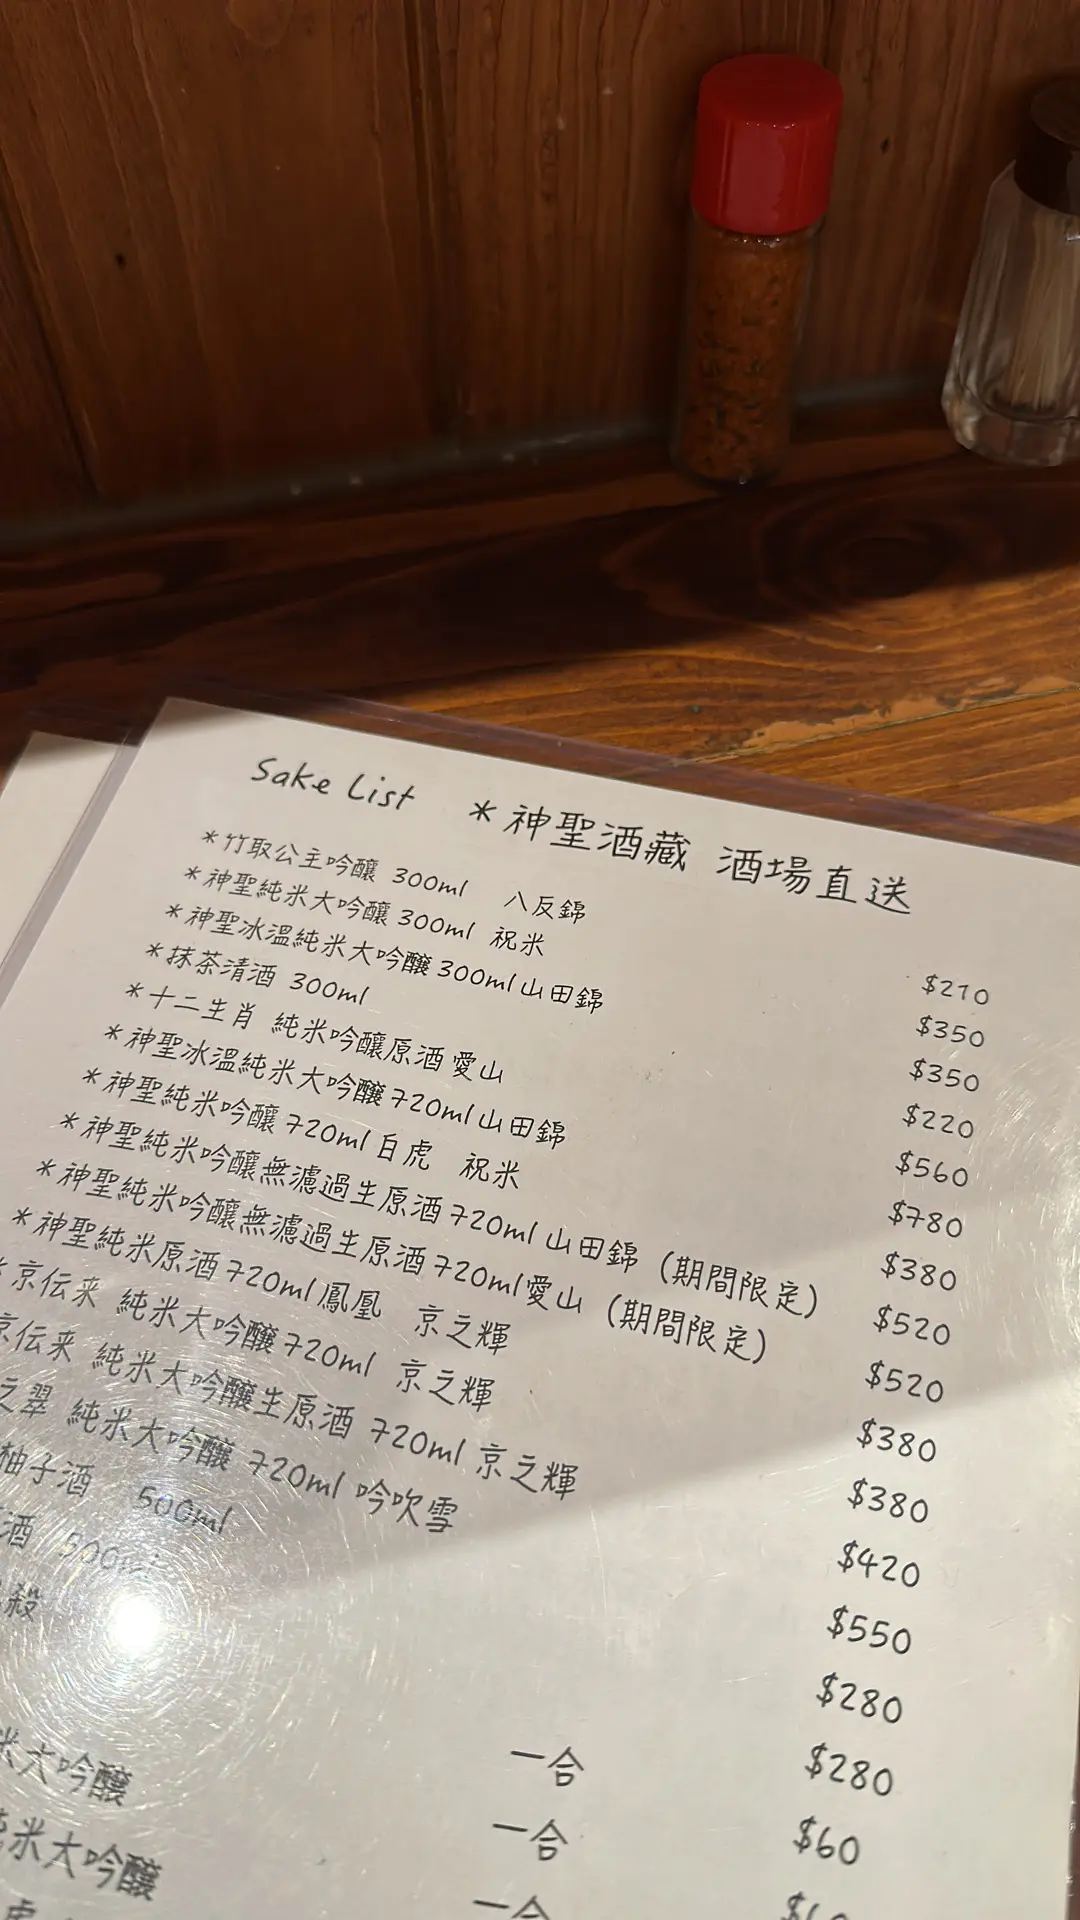 Sake List ＊神聖酒藏 酒場直送
＊竹取公主吟釀 300ml 八反錦 $210
＊神聖純米大吟釀 300ml 祝米 $350
＊神聖冰溫純米大吟釀 300ml 山田錦 $350
＊抹茶清酒 300ml $220
＊十二生肖 純米吟釀原酒 愛山 $560
＊神聖冰溫純米大吟釀 720ml 山田錦 $780
＊神聖純米吟釀 720ml 白虎 祝米 $380
＊神聖純米吟釀無濾過生原酒 720ml 山田錦 (期間限定) $520
＊神聖純米吟釀無濾過生原酒 720ml 愛山 (期間限定) $520
＊神聖純米原酒 720ml 鳳凰 京之輝 $380
＊京伝来 純米大吟釀 720ml 京之輝 $380
京伝来 純米大吟釀生原酒 720ml 京之輝 $420
之翠 純米大吟釀 720ml 吟吹雪 $550
柚子酒 500ml $280
酒 500ml $280
殺 $60
米大吟釀 一合
純米大吟釀 一合
虎 一合